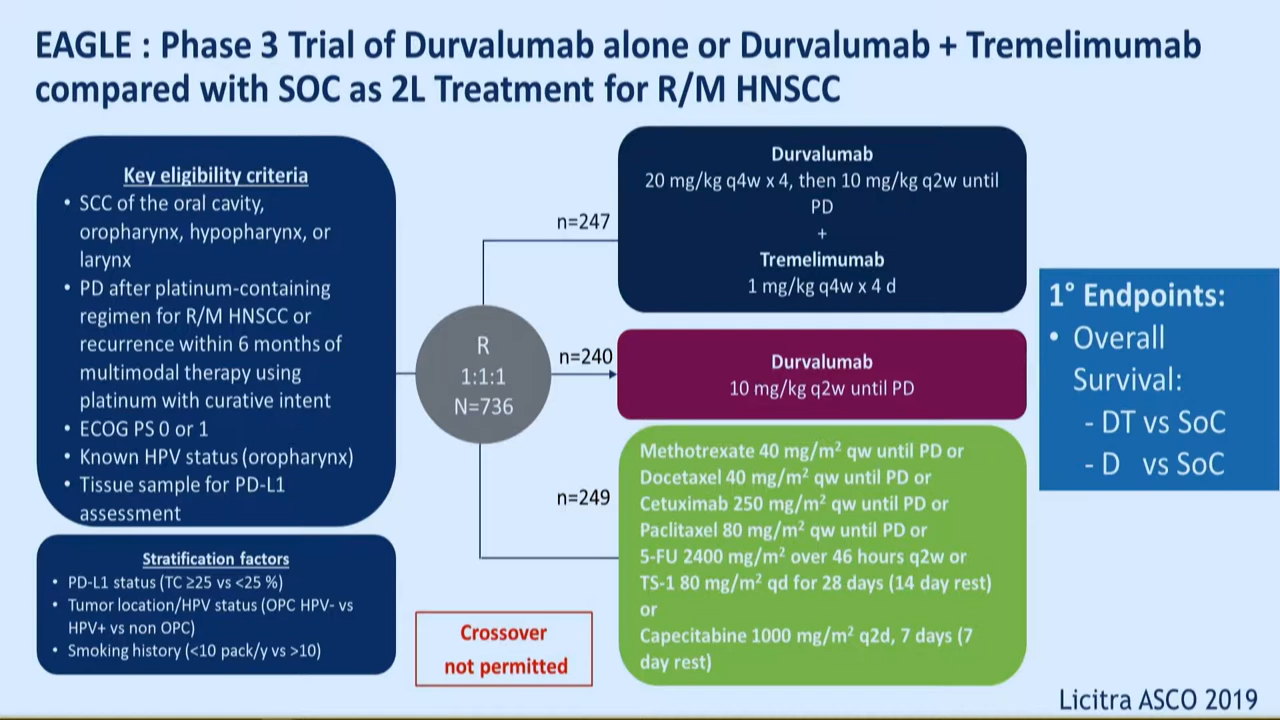 EAGLE : Phase 3 Trial of Durvalumab alone or Durvalumab + Tremelimumab
compared with SOC as 2L Treatment for R/M HNSCC
Key eligibility criteria
• SCC of the oral cavity,
oropharynx, hypopharynx, or
larynx
• PD after platinum-containing
regimen for R/M HNSCC or
recurrence within 6 months of
multimodal therapy using
platinum with curative intent
• ECOG PS 0 or 1
• Known HPV status (oropharynx)
• Tissue sample for PD-L1
assessment
Stratification factors
• PD-L1 status (TC ≥25 vs <25 %)
• Tumor location/HPV status (OPC HPV- vs
HPV+ vs non OPC)
• Smoking history (<10 pack/y vs >10)
R
1:1:1
N=736
n=247
n=240
n=249
Crossover
not permitted
Durvalumab
20 mg/kg q4w x 4, then 10 mg/kg q2w until
PD
+
Tremelimumab
1 mg/kg q4w x 4 d
Durvalumab
10 mg/kg q2w until PD
Methotrexate 40 mg/m² qw until PD or
Docetaxel 40 mg/m² qw until PD or
Cetuximab 250 mg/m² qw until PD or
Paclitaxel 80 mg/m² qw until PD or
5-FU 2400 mg/m² over 46 hours q2w or
TS-1 80 mg/m² qd for 28 days (14 day rest)
or
Capecitabine 1000 mg/m² q2d, 7 days (7
day rest)
1° Endpoints:
• Overall
Survival:
- DT vs SoC
- D vs SoC
Licitra ASCO 2019